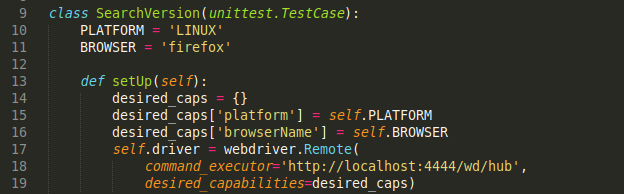 9 class SearchVersion(unittest.TestCase):
10 PLATFORM = 'LINUX'
11 BROWSER = 'firefox'
12
13 def setUp(self):
14 desired_caps = {}
15 desired_caps['platform'] = self.PLATFORM
16 desired_caps['browserName'] = self.BROWSER
17 self.driver = webdriver.Remote(
18 command_executor='http://localhost:4444/wd/hub',
19 desired_capabilities=desired_caps)